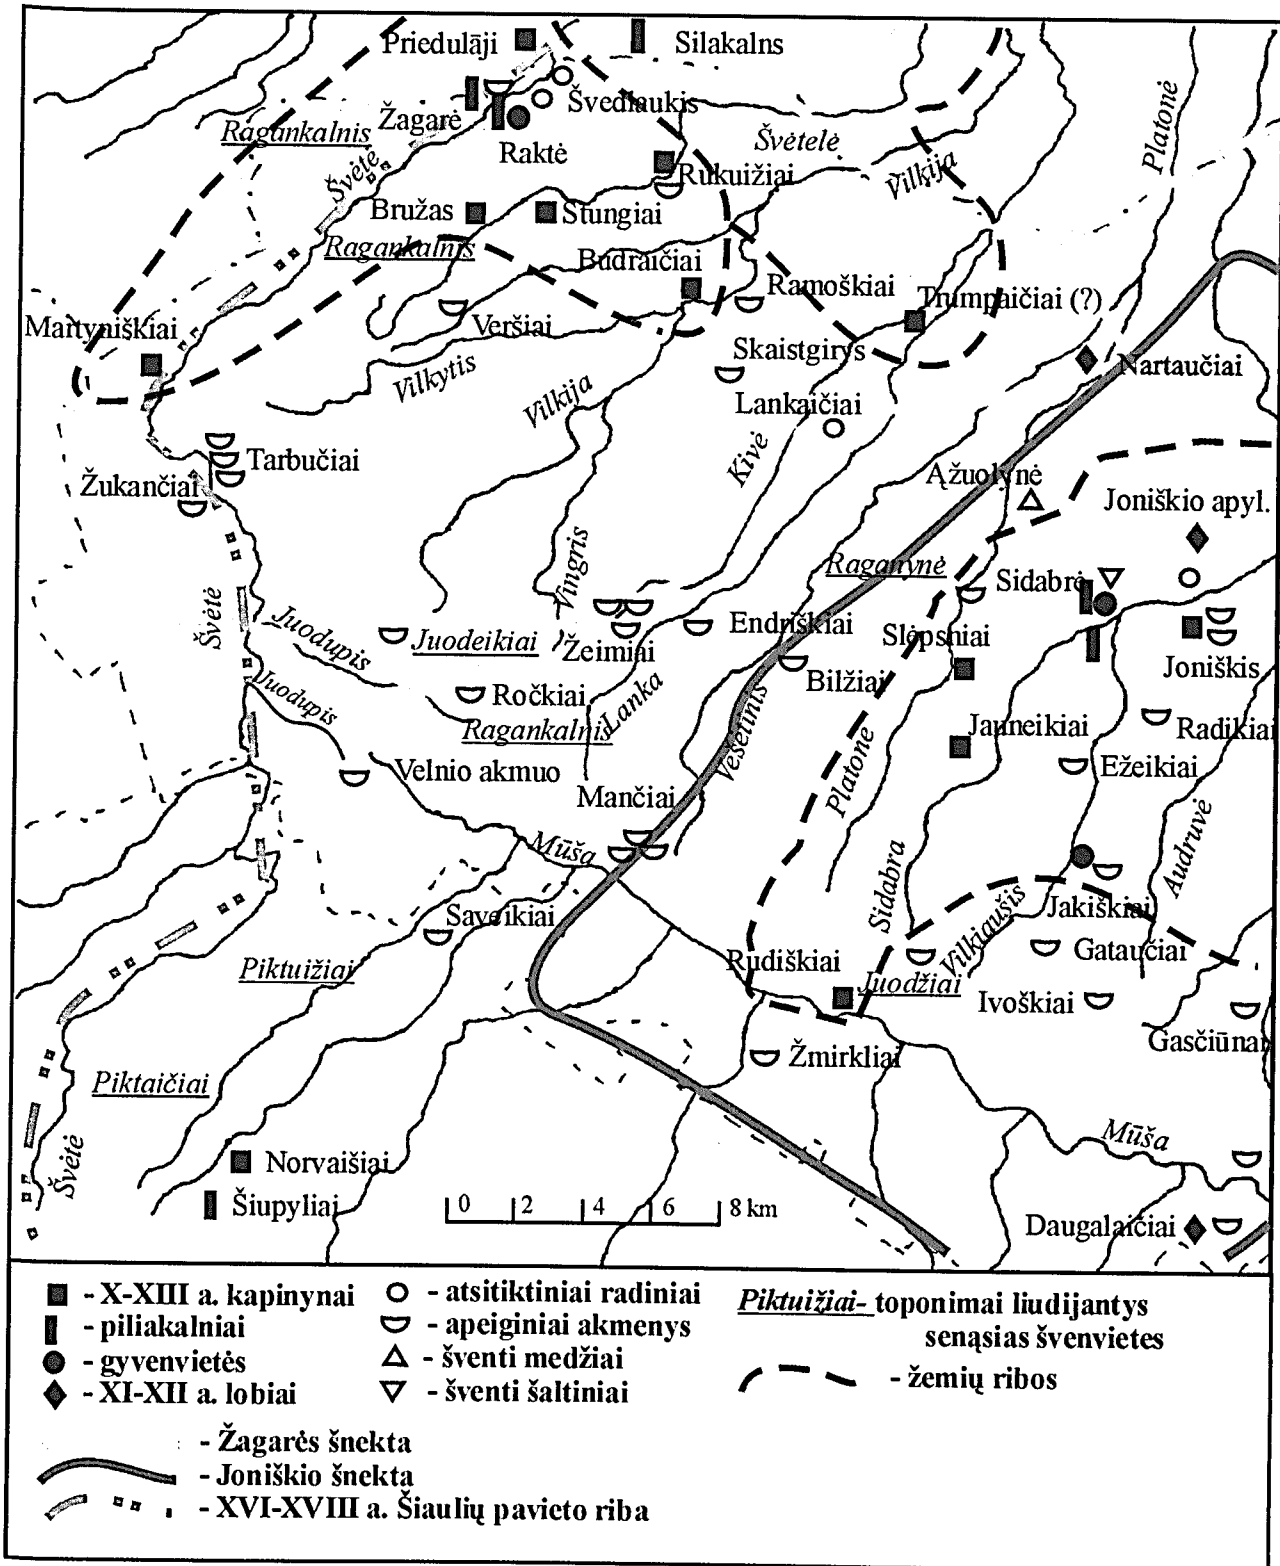 Priedulāji
Silakalns
Žagarė
Švedlaukis
Raktė
Ragankalnis
Švėtė
Švėtelė
Platonė
Vilkija
Rukuižiai
Bružas
Stungiai
Ragankalnis
Budraičiai
Ramoškiai
Trumpaičiai (?)
Martyniškiai
Veršiai
Skaistgirys
Vilkytis
Nartaučiai
Vilkija
Lankaičiai
Kivė
Tarbučiai
Žukančiai
Ąžuolynė
Joniškio apyl.
Vingris
Raganynė
Sidabrė
Švėtė
Juodupis
Juodeikiai
Žeimiai
Endriškiai
Slėpshiai
Joniškis
Juodupis
Ročkiai
Lanka
Bilžiai
Ragankalnis
Vešėtinis
Jauneikiai
Radikiai
Velnio akmuo
Platonė
Ežeikiai
Mančiai
Mūša
Audruvė
Sidabra
Saveikiai
Jakiškiai
Vilkiaušis
Gataučiai
Piktuižiai
Rudiškiai
Juodžiai
Ivoškiai
Gasčiūnai
Žmirkliai
Piktaičiai
Švėtė
Mūša
Norvaišiai
Šiupyliai
0 2 4 6 8 km
Daugalaičiai
- X-XIII a. kapinynai
- piliakalniai
- gyvenvietės
- XI-XII a. lobiai
- atsitiktiniai radiniai
- apeiginiai akmenys
- šventi medžiai
- šventi šaltiniai
Piktuižiai- toponimai liudijantys
senąsias švenvietes
- žemių ribos
- Žagarės šnekta
- Joniškio šnekta
- XVI-XVIII a. Šiaulių pavieto riba